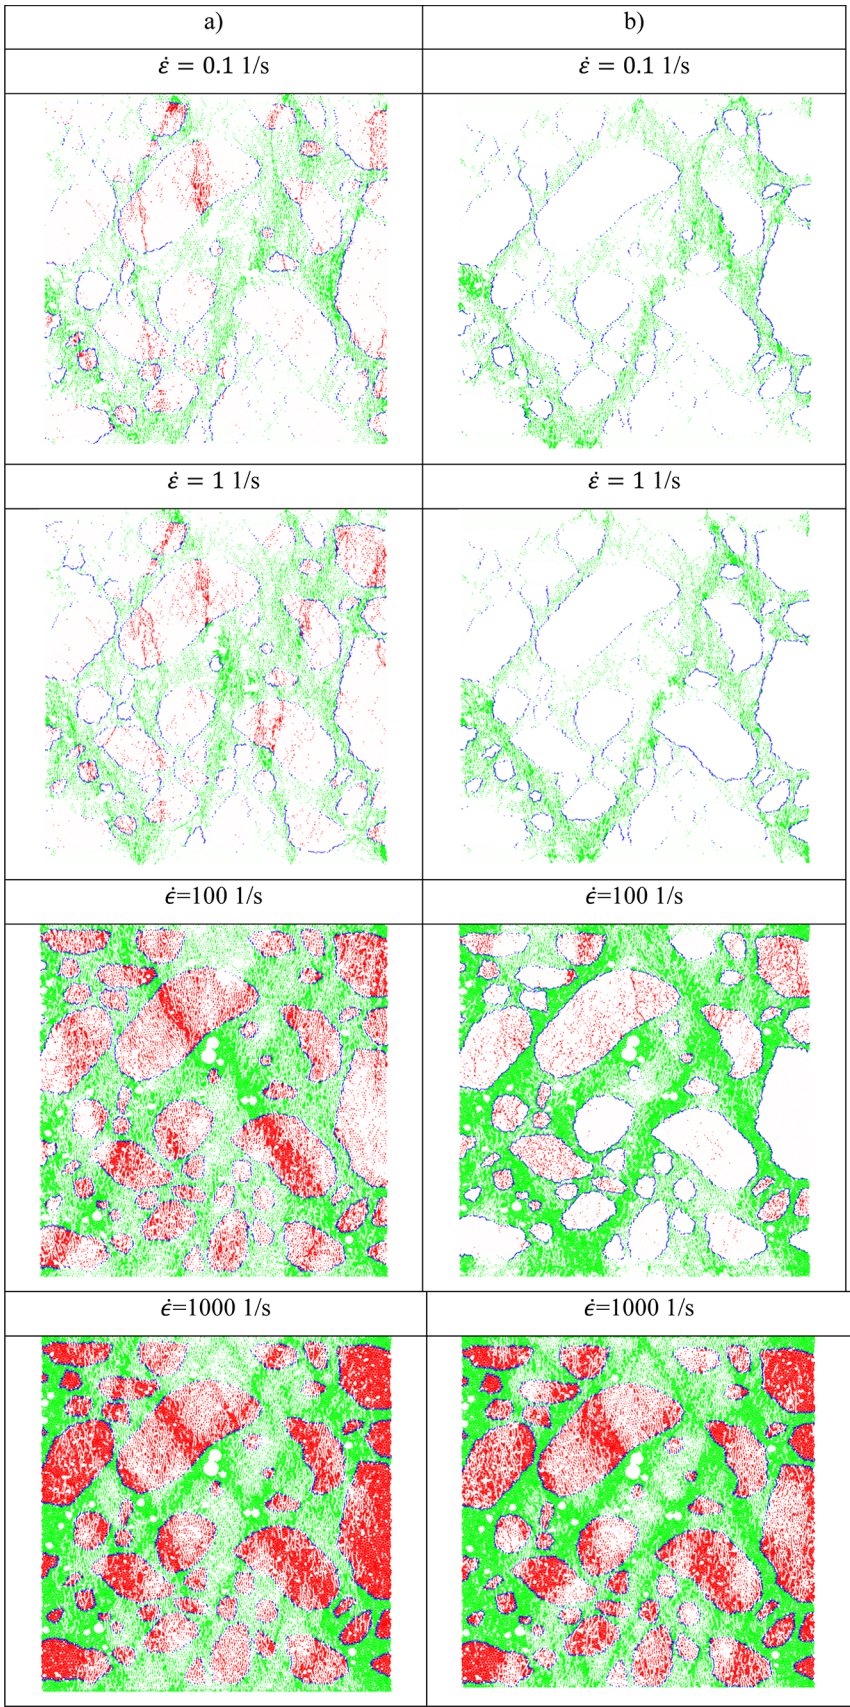 a) b)
ε̇ = 0.1 1/s ε̇ = 0.1 1/s
ε̇ = 1 1/s ε̇ = 1 1/s
ϵ̇=100 1/s ϵ̇=100 1/s
ϵ̇=1000 1/s ϵ̇=1000 1/s